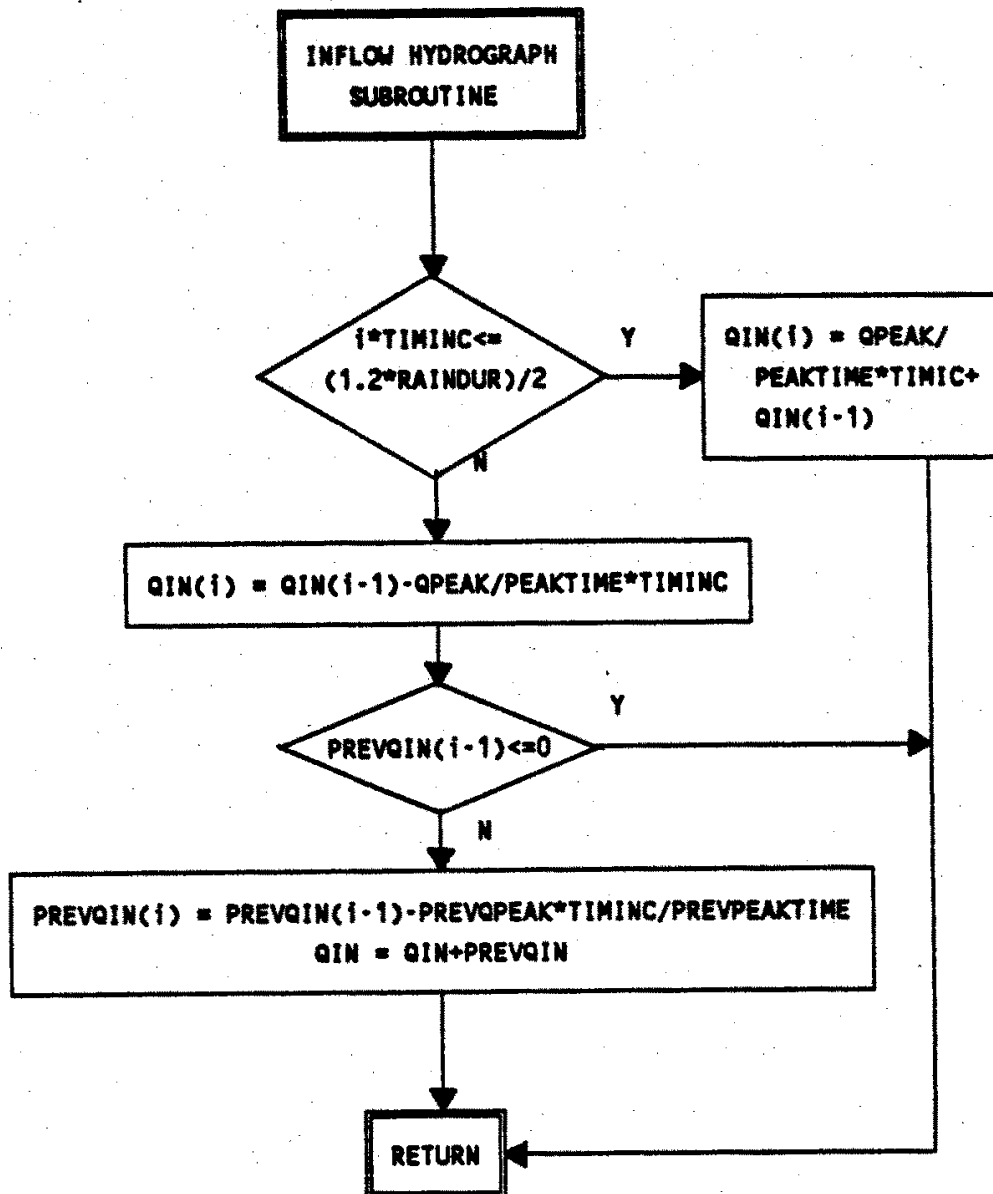 INFLOW HYDROGRAPH
SUBROUTINE
i*TIMINC<=
(1.2*RAINDUR)/2
Y
QIN(i) = QPEAK/
PEAKTIME*TIMIC+
QIN(i-1)
N
QIN(i) = QIN(i-1)-QPEAK/PEAKTIME*TIMINC
Y
PREVQIN(i-1)<=0
N
PREVQIN(i) = PREVQIN(i-1)-PREVQPEAK*TIMINC/PREVPEAKTIME
QIN = QIN+PREVQIN
RETURN